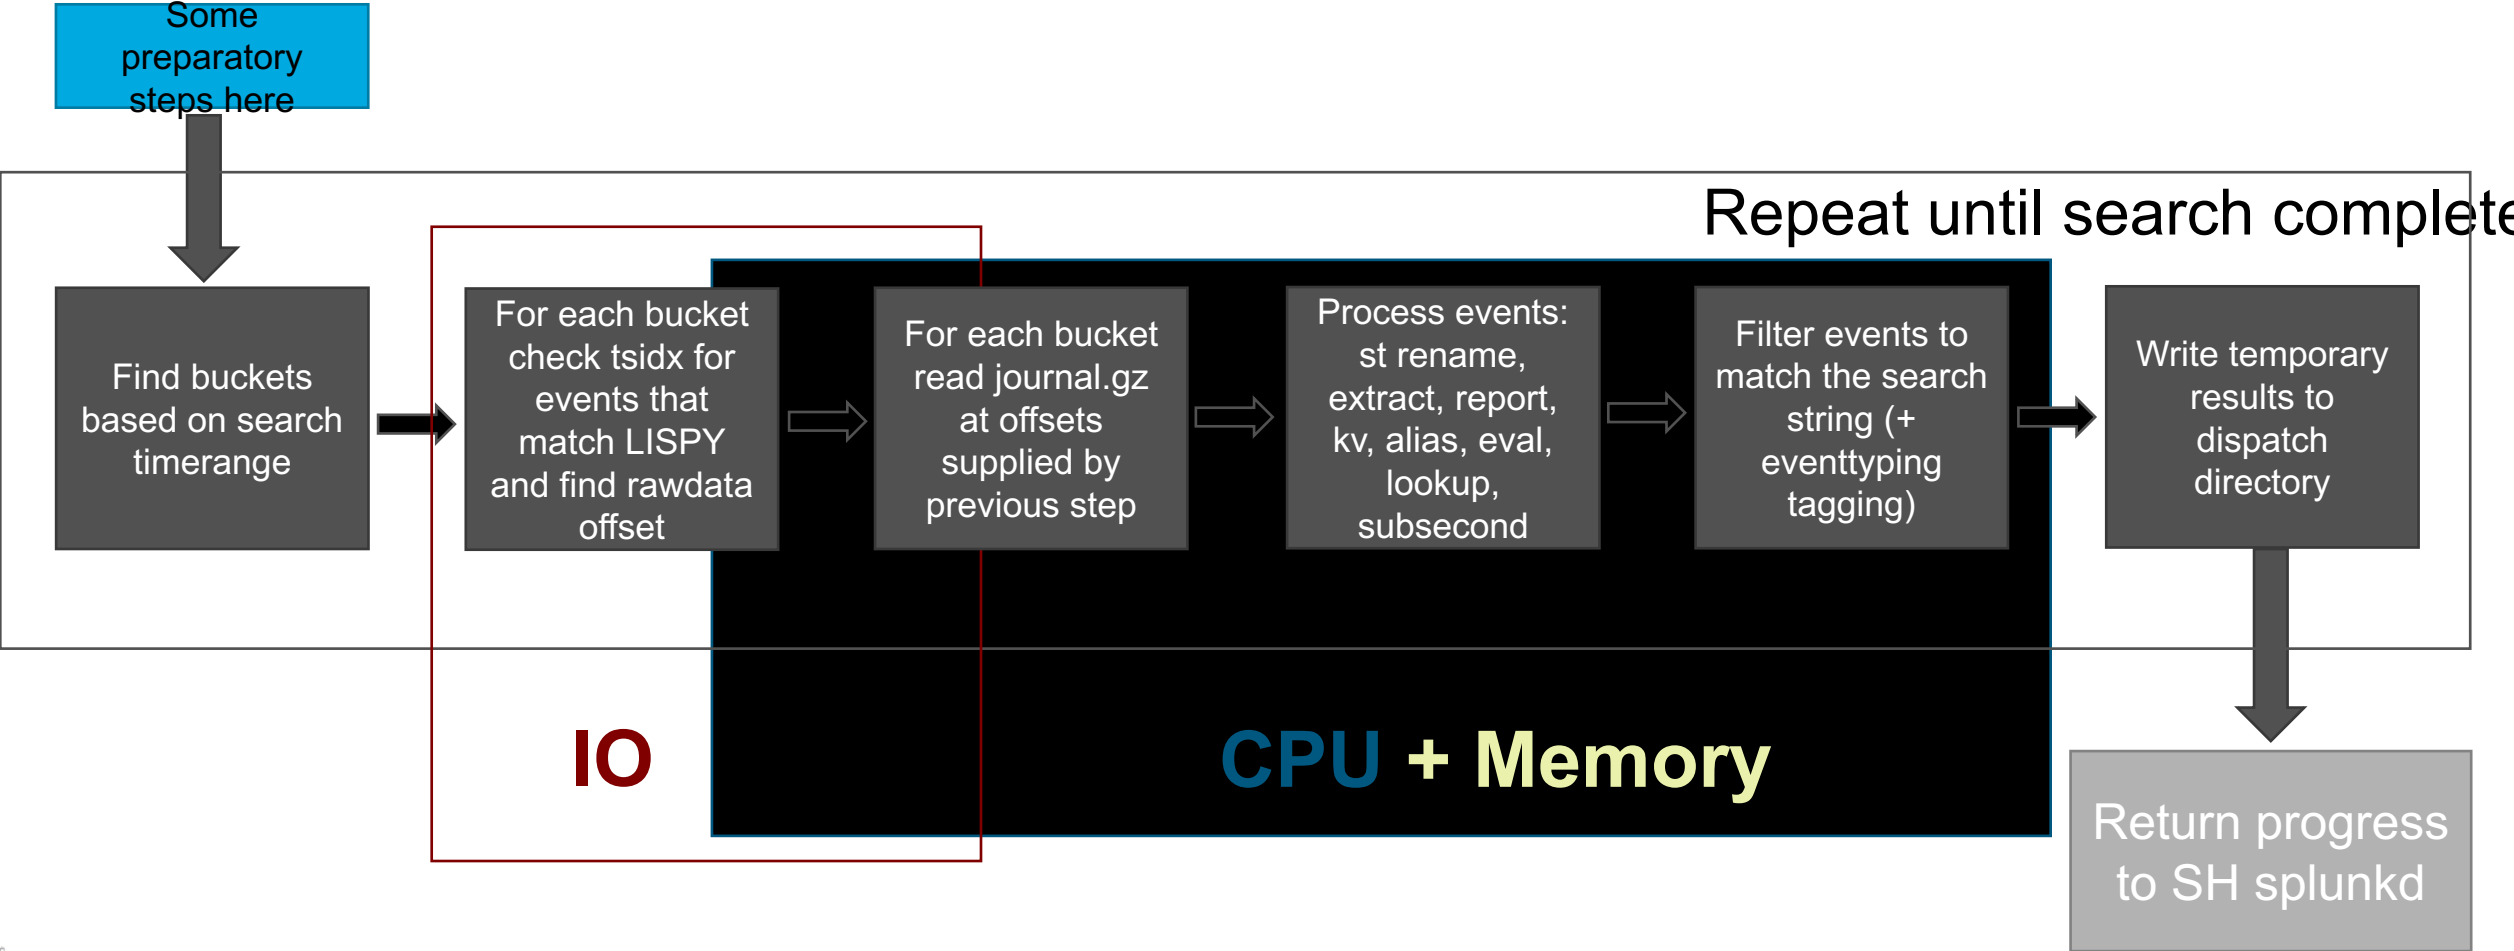 Some
preparatory
steps here
Repeat until search complete
Find buckets
based on search
timerange
For each bucket
check tsidx for
events that
match LISPY
and find rawdata
offset
For each bucket
read journal.gz
at offsets
supplied by
previous step
Process events:
st rename,
extract, report,
kv, alias, eval,
lookup,
subsecond
Filter events to
match the search
string (+
eventtyping
tagging)
Write temporary
results to
dispatch
directory
IO
CPU + Memory
Return progress
to SH splunkd